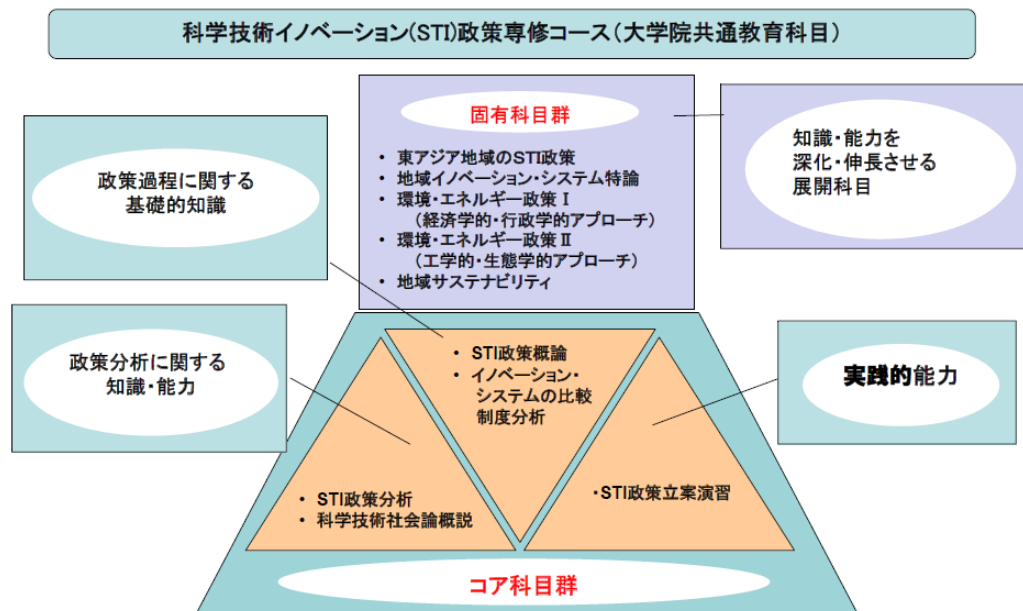 科学技術イノベーション(STI)政策専修コース(大学院共通教育科目)
固有科目群
• 東アジア地域のSTI政策
• 地域イノベーション・システム特論
• 環境・エネルギー政策Ⅰ
(経済学的・行政学的アプローチ)
• 環境・エネルギー政策Ⅱ
(工学的・生態学的アプローチ)
• 地域サステナビリティ
知識・能力を
深化・伸長させる
展開科目
政策過程に関する
基礎的知識
政策分析に関する
知識・能力
• STI政策概論
• イノベーション・
システムの比較
制度分析
実践的能力
• STI政策分析
• 科学技術社会論概説
・STI政策立案演習
コア科目群